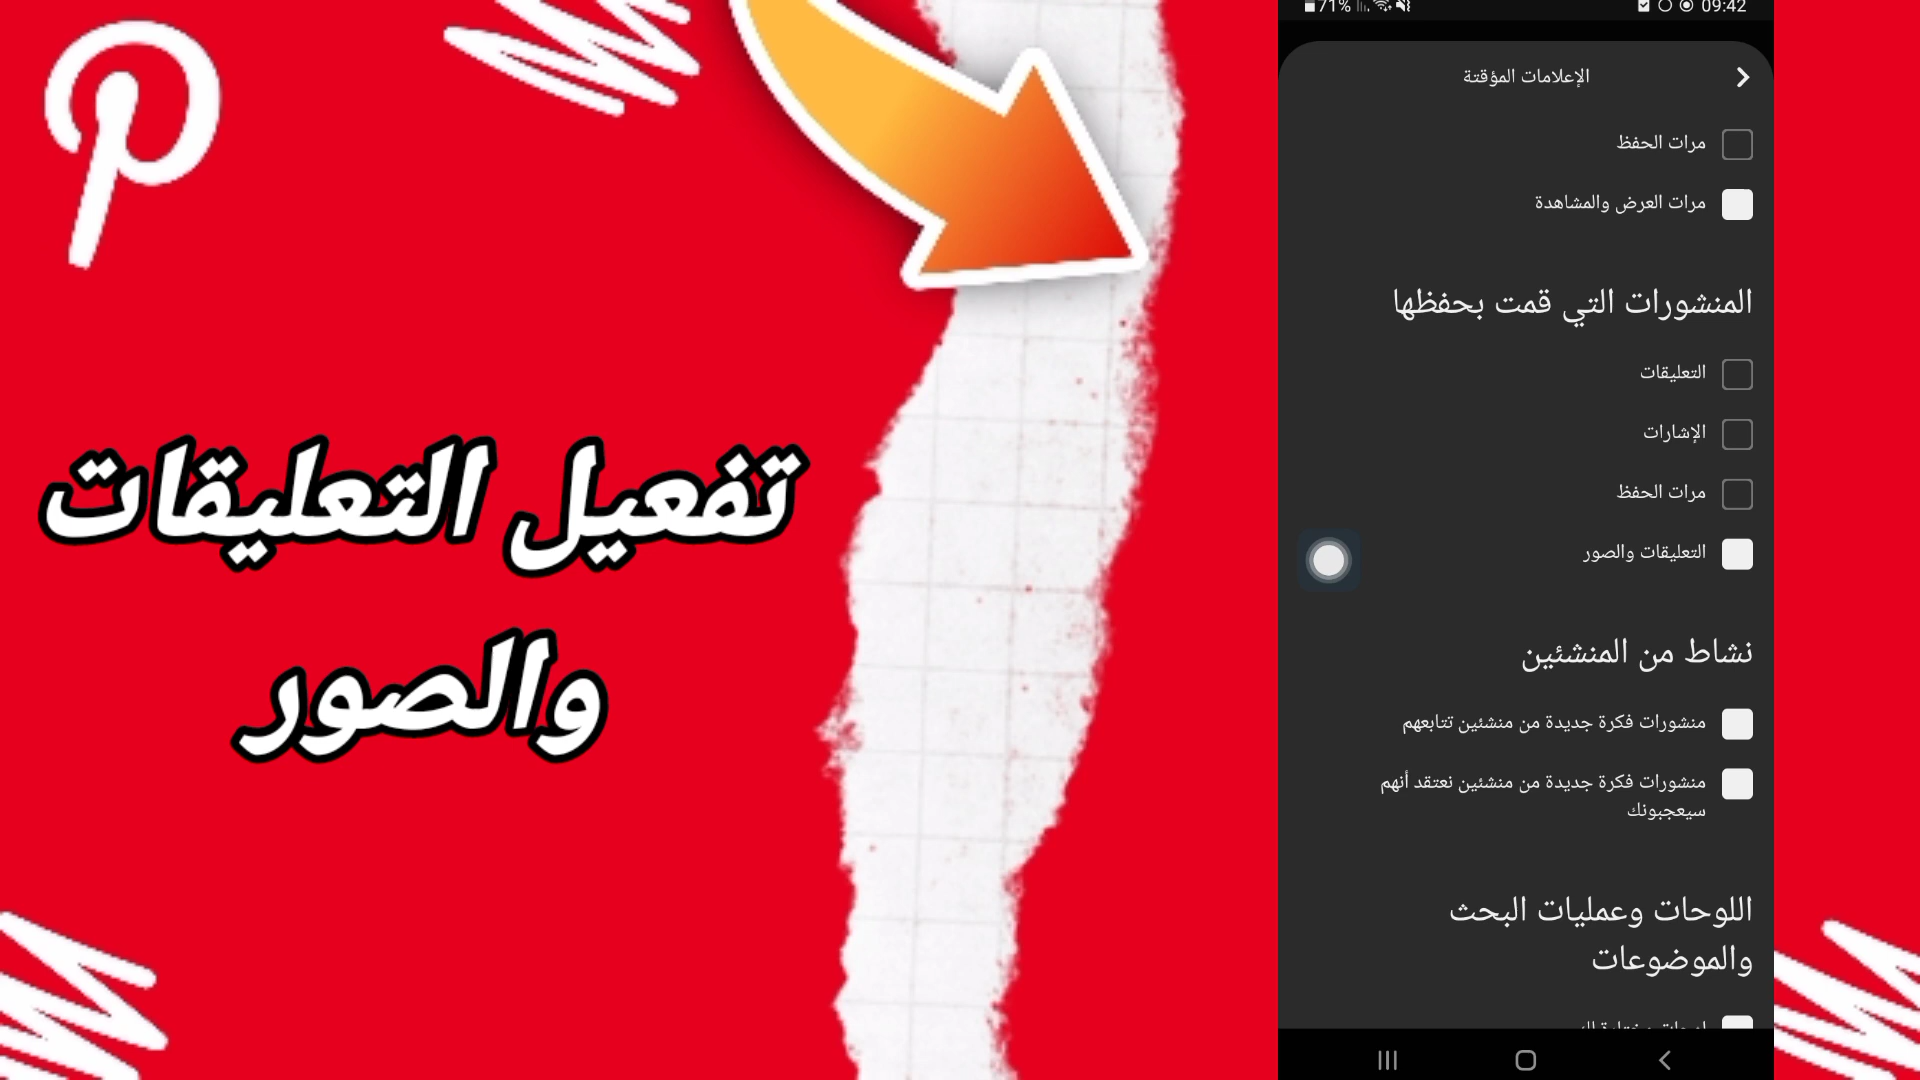 تفعيل التعليقات
والصور
71%
09:42
الإعلامات المؤقتة
مرات الحفظ
مرات العرض والمشاهدة
المنشورات التي قمت بحفظها
التعليقات
الإشارات
مرات الحفظ
التعليقات والصور
نشاط من المنشئين
منشورات فكرة جديدة من منشئين تتابعهم
منشورات فكرة جديدة من منشئين نعتقد أنهم
سيعجبونك
اللوحات وعمليات البحث
والموضوعات